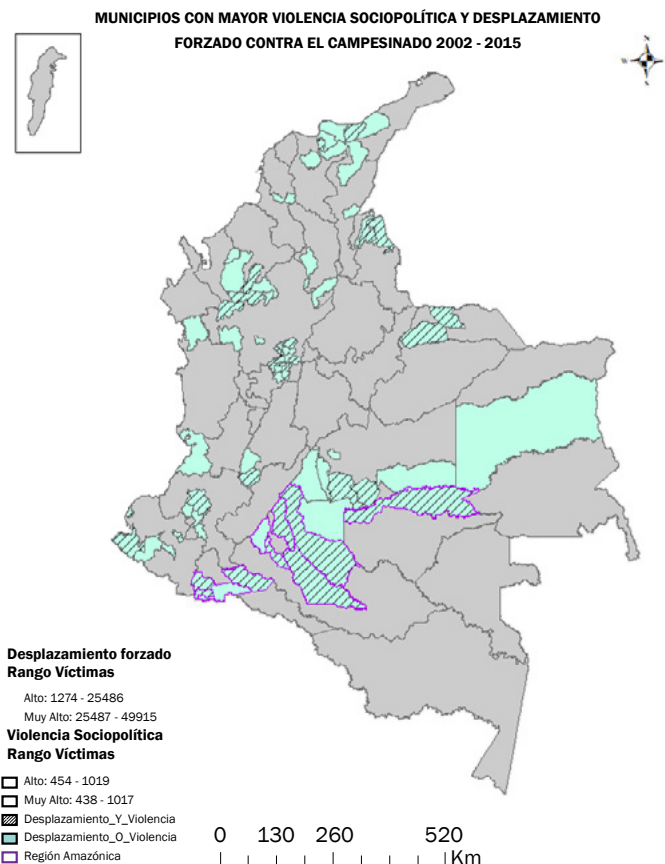 MUNICIPIOS CON MAYOR VIOLENCIA SOCIOPOLÍTICA Y DESPLAZAMIENTO
FORZADO CONTRA EL CAMPESINADO 2002 - 2015
N
Desplazamiento forzado
Rango Víctimas
Alto: 1274 - 25486
Muy Alto: 25487 - 49915
Violencia Sociopolítica
Rango Víctimas
Alto: 454 - 1019
Muy Alto: 438 - 1017
Desplazamiento_Y_Violencia
Desplazamiento_O_Violencia
Región Amazónica
0 130 260 520
Km